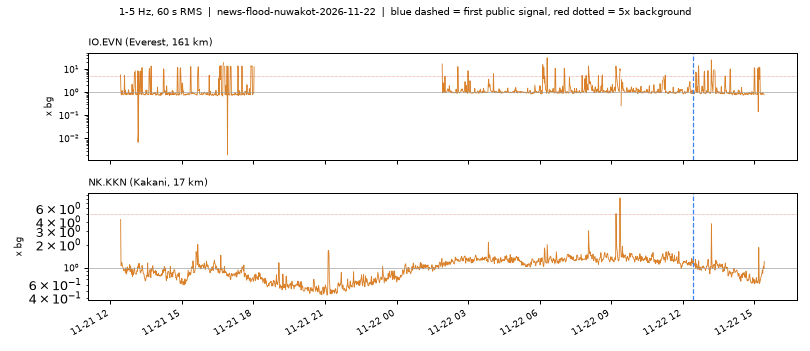 1-5 Hz, 60 s RMS | news-flood-nuwakot-2026-11-22 | blue dashed = first public signal, red dotted = 5x background
IO.EVN (Everest, 161 km)
10¹
10⁰
10⁻¹
10⁻²
x bg
NK.KKN (Kakani, 17 km)
6 × 10⁰
4 × 10⁰
3 × 10⁰
2 × 10⁰
10⁰
6 × 10⁻¹
4 × 10⁻¹
x bg
11-21 12
11-21 15
11-21 18
11-21 21
11-22 00
11-22 03
11-22 06
11-22 09
11-22 12
11-22 15